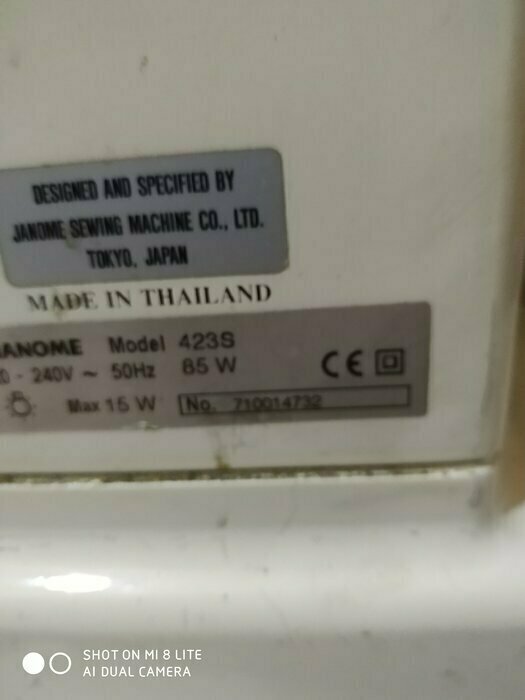 DESIGNED AND SPECIFIED BY
JANOME SEWING MACHINE CO., LTD.
TOKYO, JAPAN
MADE IN THAILAND
ANOME Model 423S
0 - 240V ~ 50Hz 85 W CE
Max 15 W No. 710014732
SHOT ON MI 8 LITE
AI DUAL CAMERA